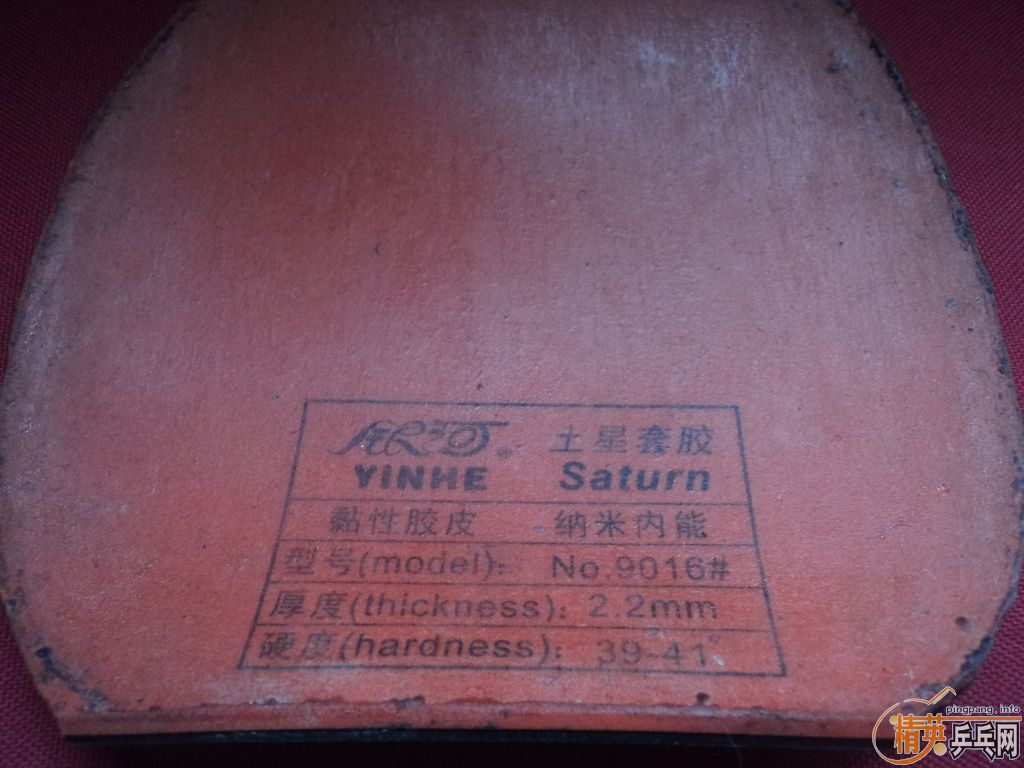 银河® 土星套胶
YINHE Saturn
黏性胶皮 纳米内能
型号(model): No.9016#
厚度(thickness): 2.2mm
硬度(hardness): 39-41°
pingpang.info
精英乒乓网